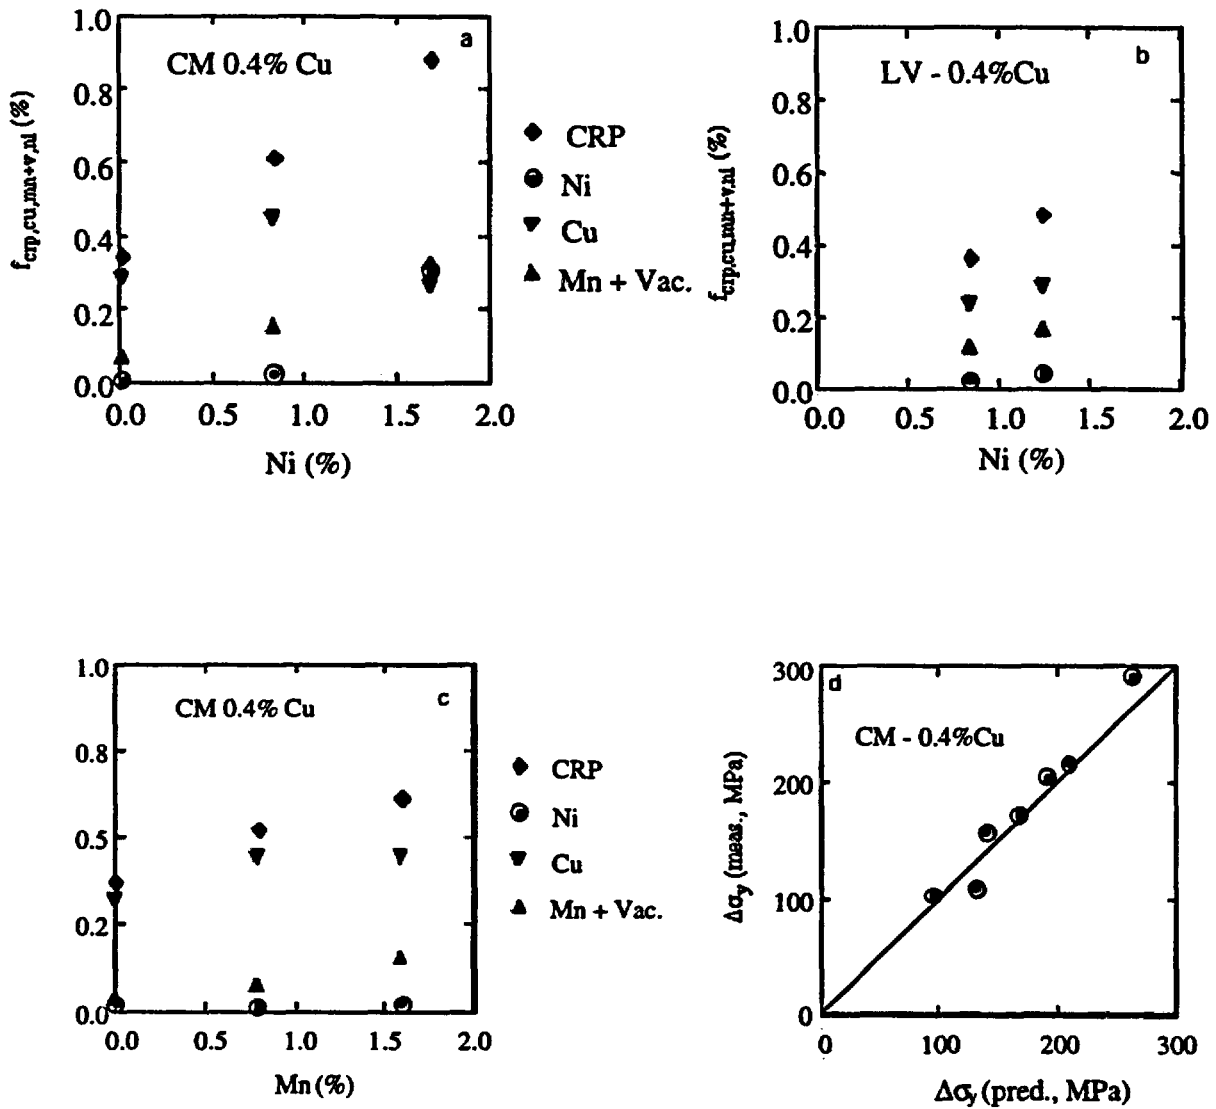 a
CM 0.4% Cu
1.0
0.8
0.6
0.4
0.2
0.0
f_crp,cu,mn+v,ni (%)
0.0 0.5 1.0 1.5 2.0
Ni (%)
CRP
Ni
Cu
Mn + Vac.
b
LV - 0.4%Cu
1.0
0.8
0.6
0.4
0.2
0.0
f_crp,cu,mn+v,ni (%)
0.0 0.5 1.0 1.5 2.0
Ni (%)
c
CM 0.4% Cu
1.0
0.8
0.5
0.2
0.0
0.0 0.5 1.0 1.5 2.0
Mn (%)
CRP
Ni
Cu
Mn + Vac.
d
CM - 0.4%Cu
300
200
100
0
Δσy (meas., MPa)
0 100 200 300
Δσy (pred., MPa)